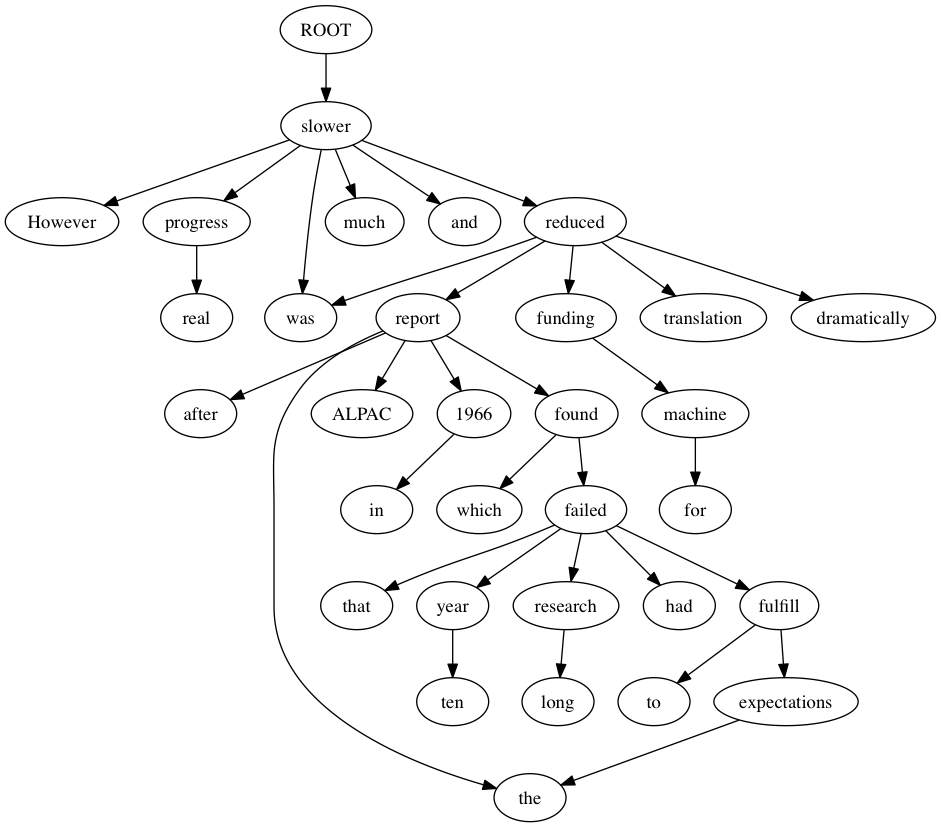 ROOT
slower
However progress much and reduced
real was report funding translation dramatically
after ALPAC 1966 found machine
in which failed for
that year research had fulfill
ten long to expectations
the